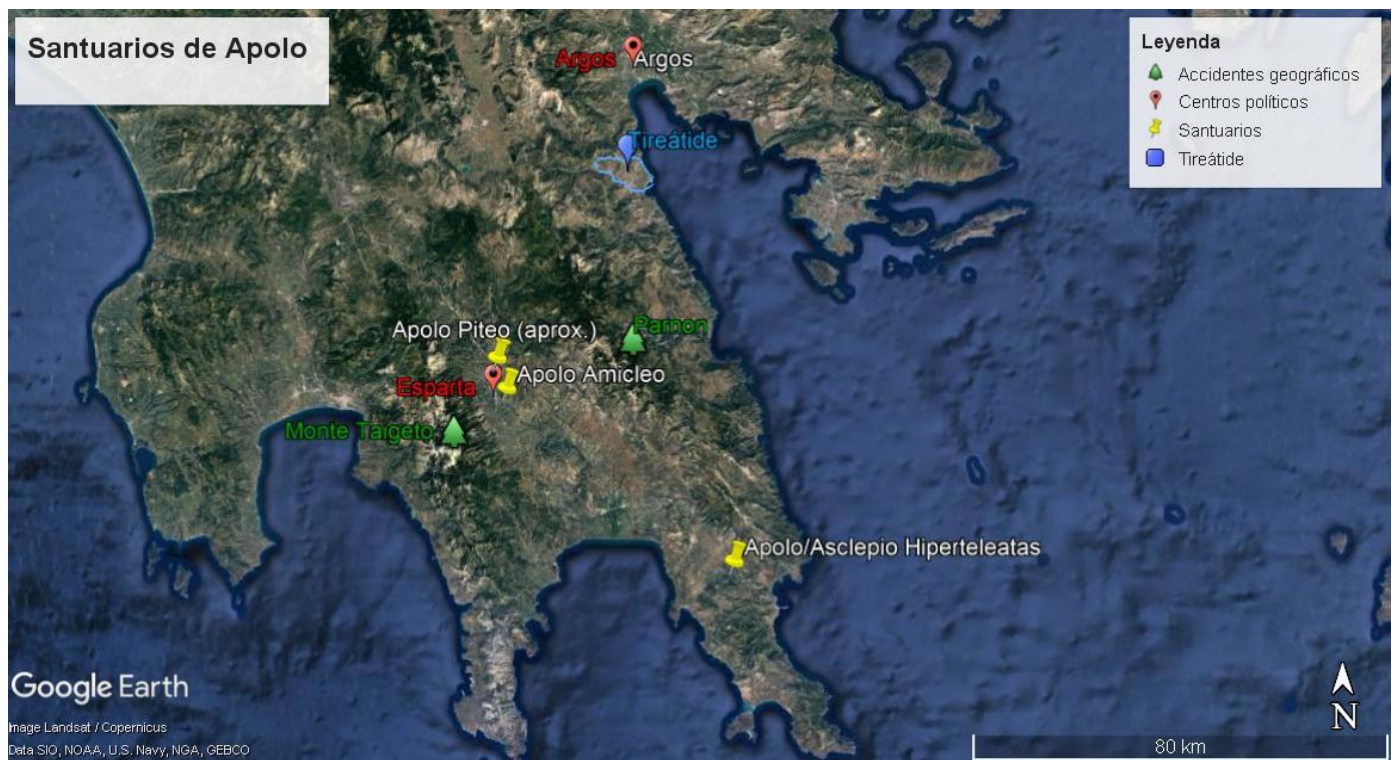 Santuarios de Apolo
Leyenda
Accidentes geográficos
Centros políticos
Santuarios
Tireátide
Argos Argos
Tireátide
Parnon
Apolo Piteo (aprox.)
Apolo Amicleo
Esparta
Monte Taigeto
Apolo/Asclepio Hiperteleatas
Google Earth
Image Landsat / Copernicus
Data SIO, NOAA, U.S. Navy, NGA, GEBCO
N
80 km